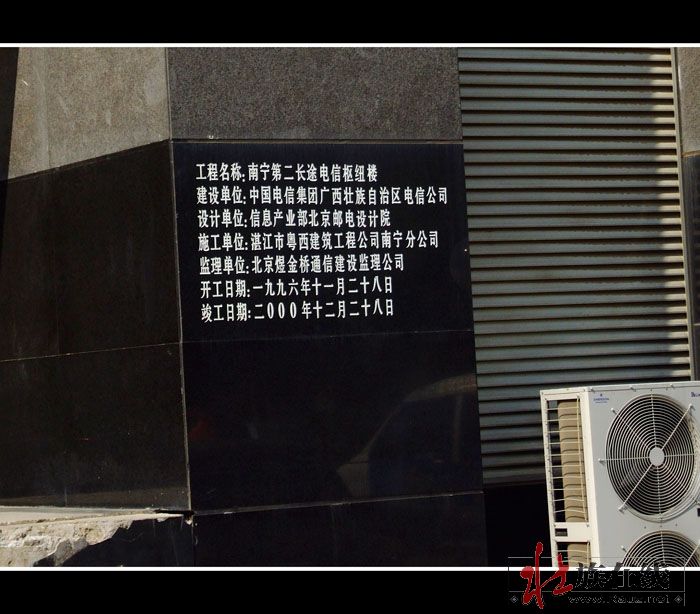 工程名称:南宁第二长途电信枢纽楼
建设单位:中国电信集团广西壮族自治区电信公司
设计单位:信息产业部北京邮电设计院
施工单位:湛江市粤西建筑工程公司南宁分公司
监理单位:北京煜金桥通信建设监理公司
开工日期:一九九六年十一月二十八日
竣工日期:二000年十二月二十八日
壮族在线